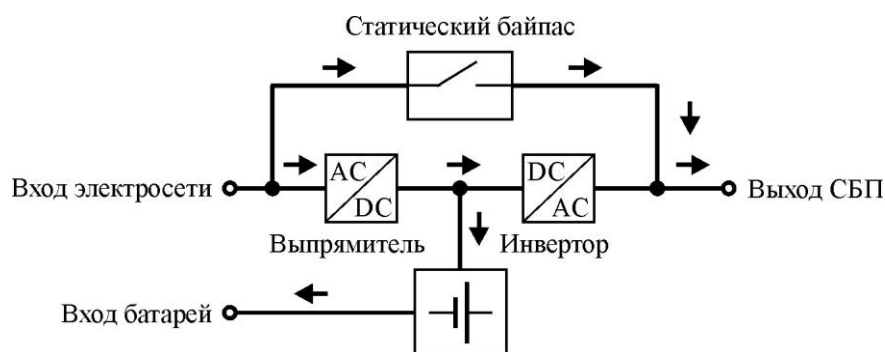 Статический байпас
Вход электросети
AC
DC
DC
AC
Выход СБП
Выпрямитель
Инвертор
Вход батарей